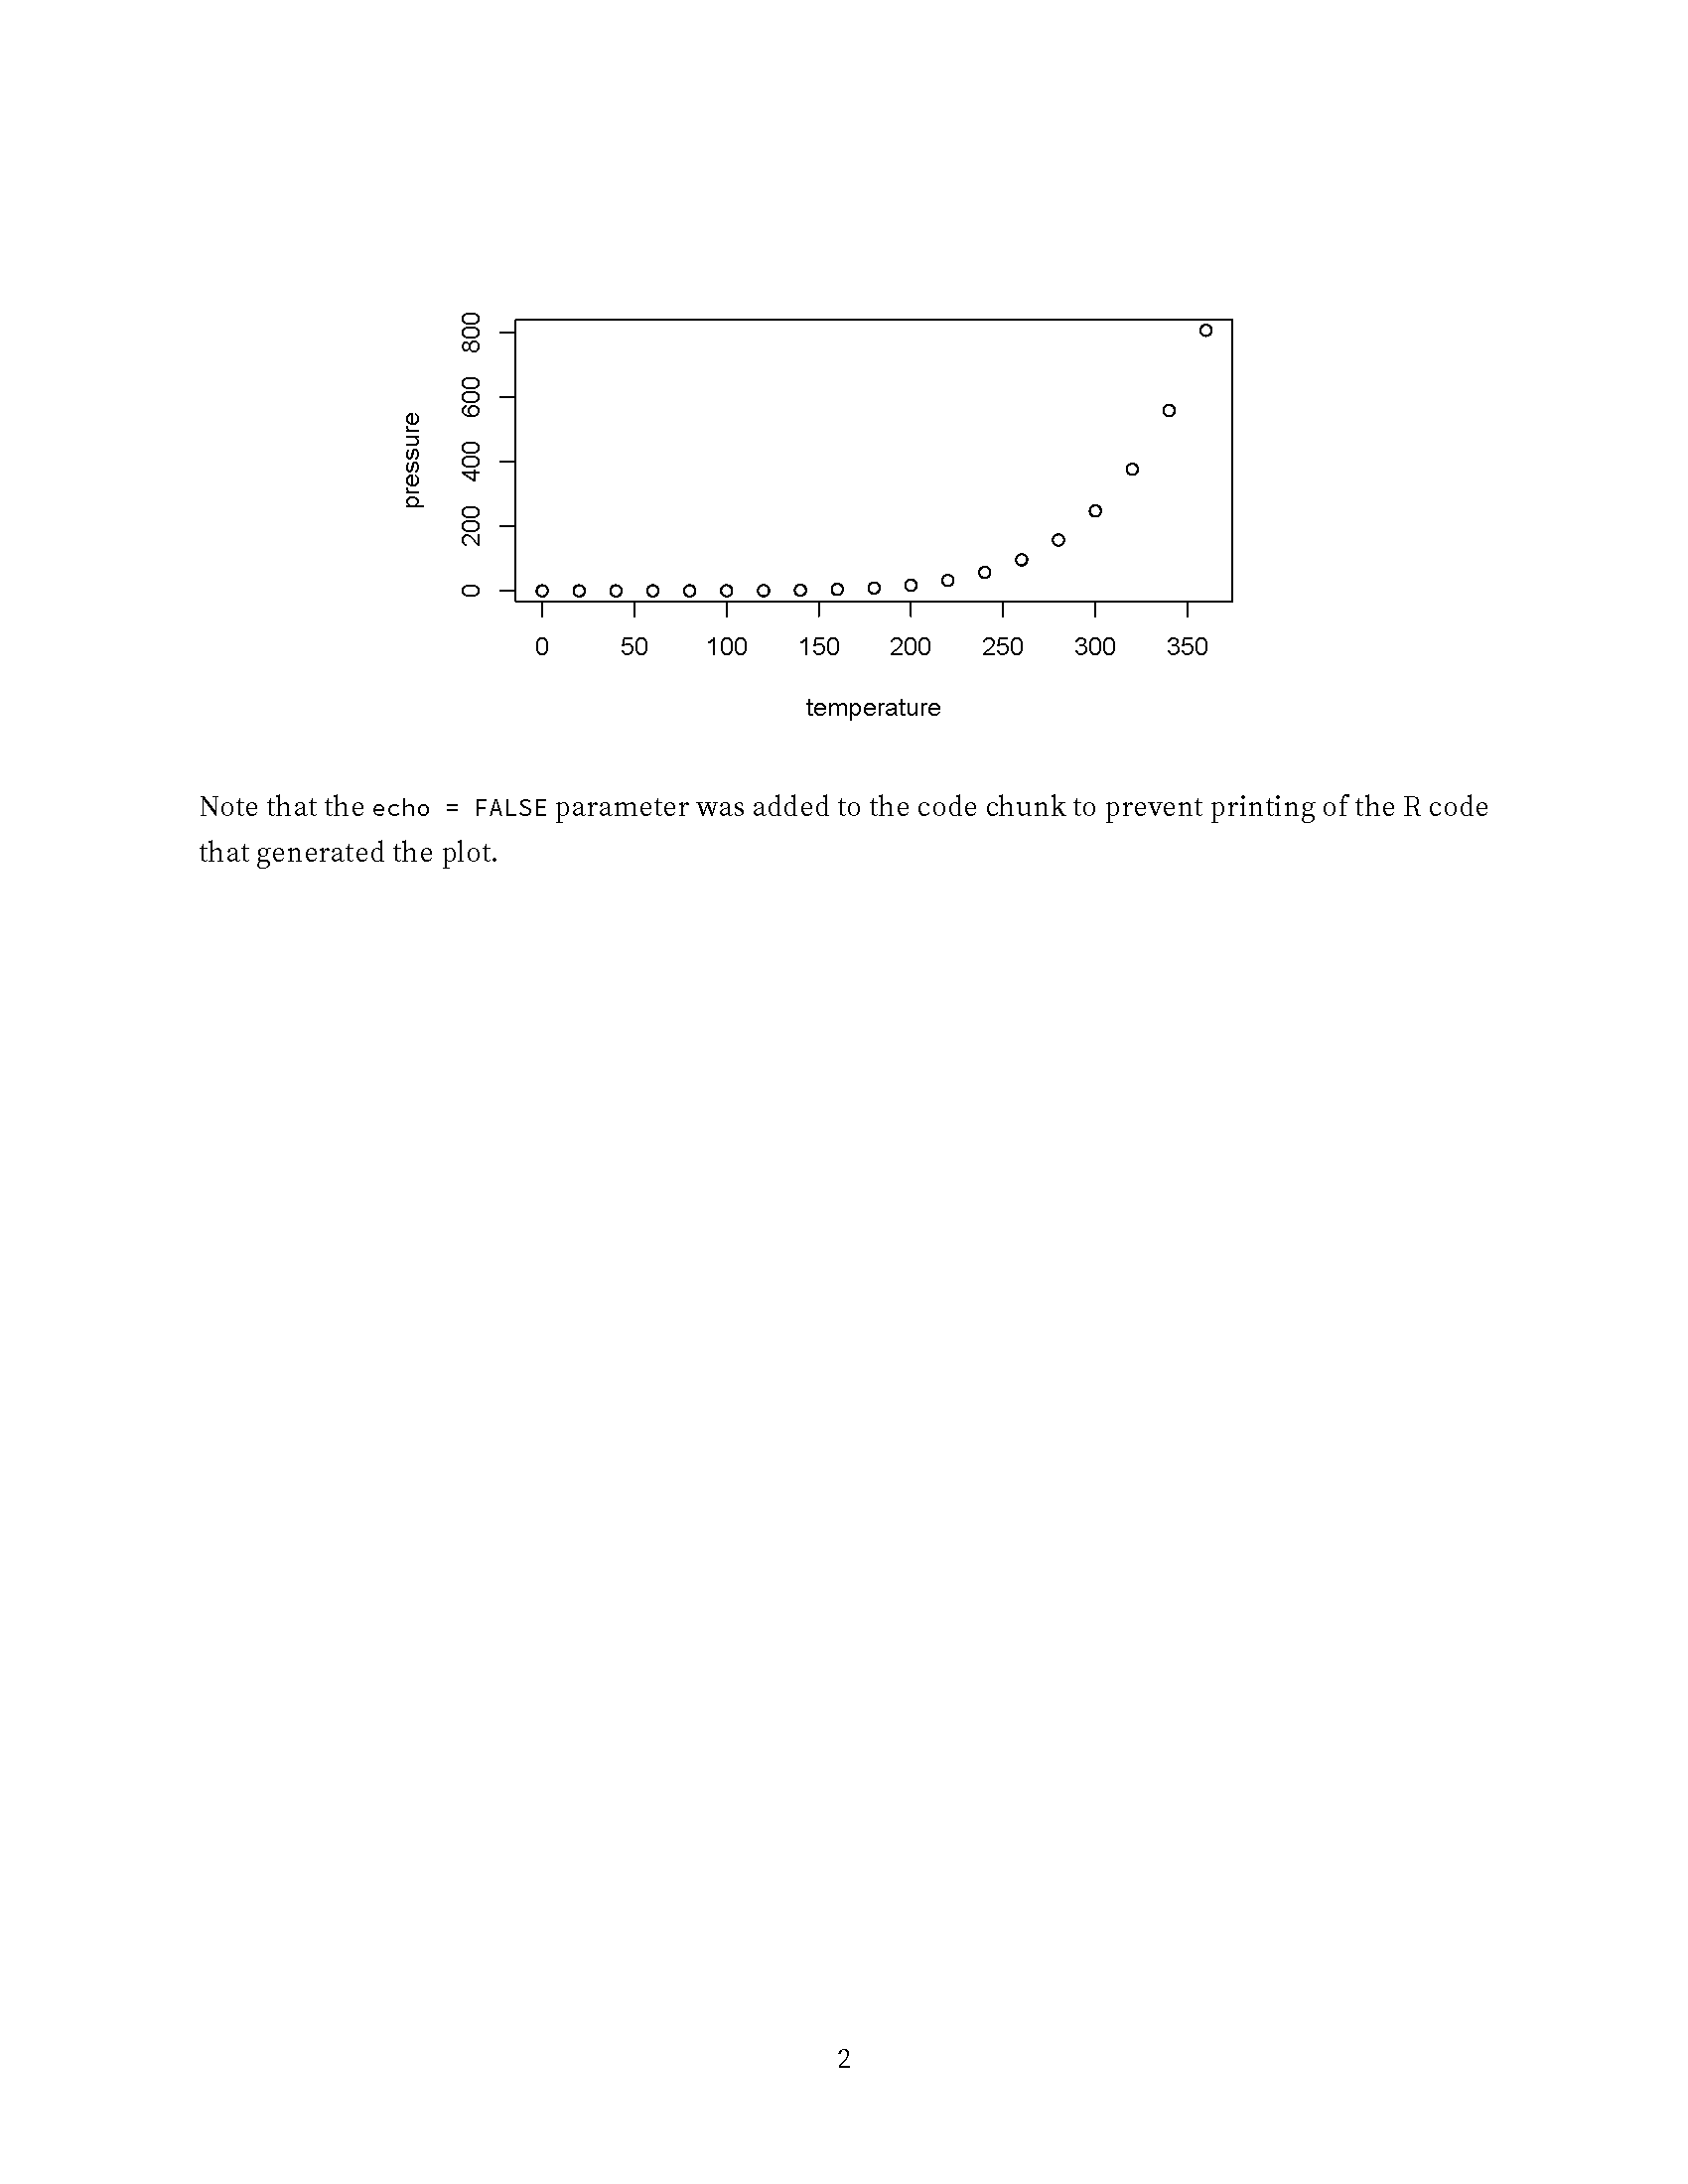 800
600
400
200
0
pressure
0 50 100 150 200 250 300 350
temperature
Note that the echo = FALSE parameter was added to the code chunk to prevent printing of the R code
that generated the plot.
2